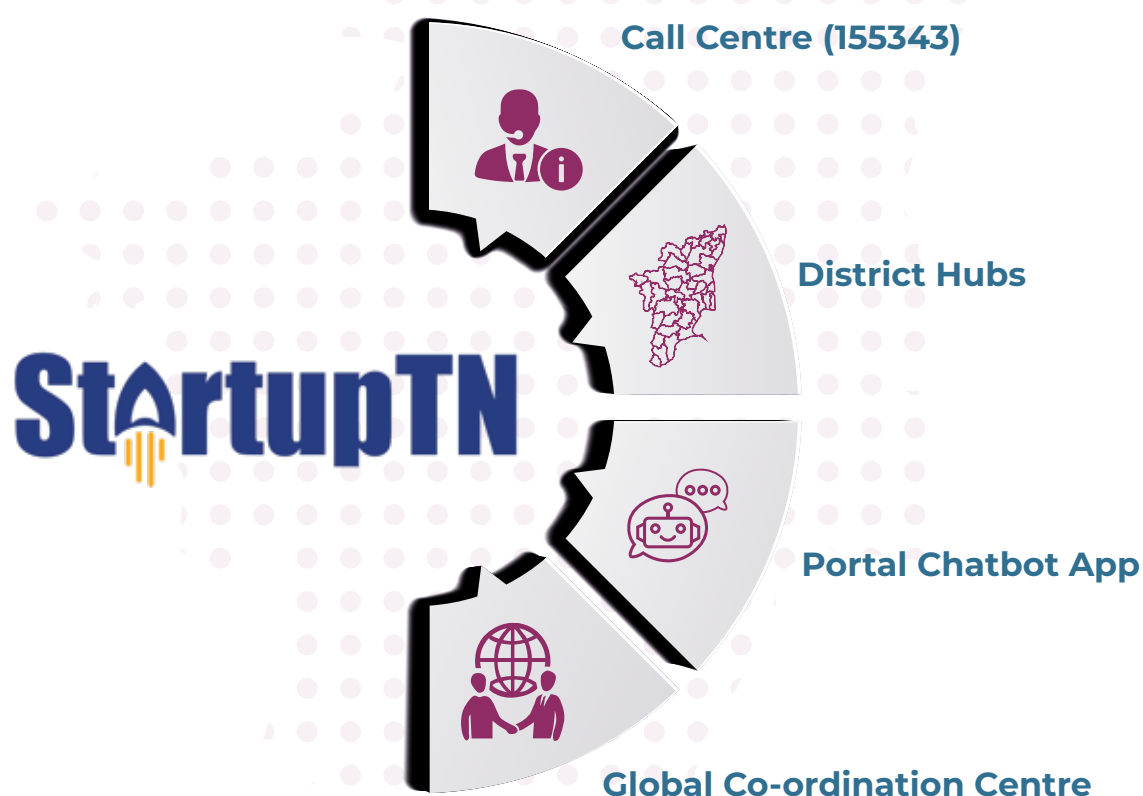 Call Centre (155343)
District Hubs
StartupTN
Portal Chatbot App
Global Co-ordination Centre